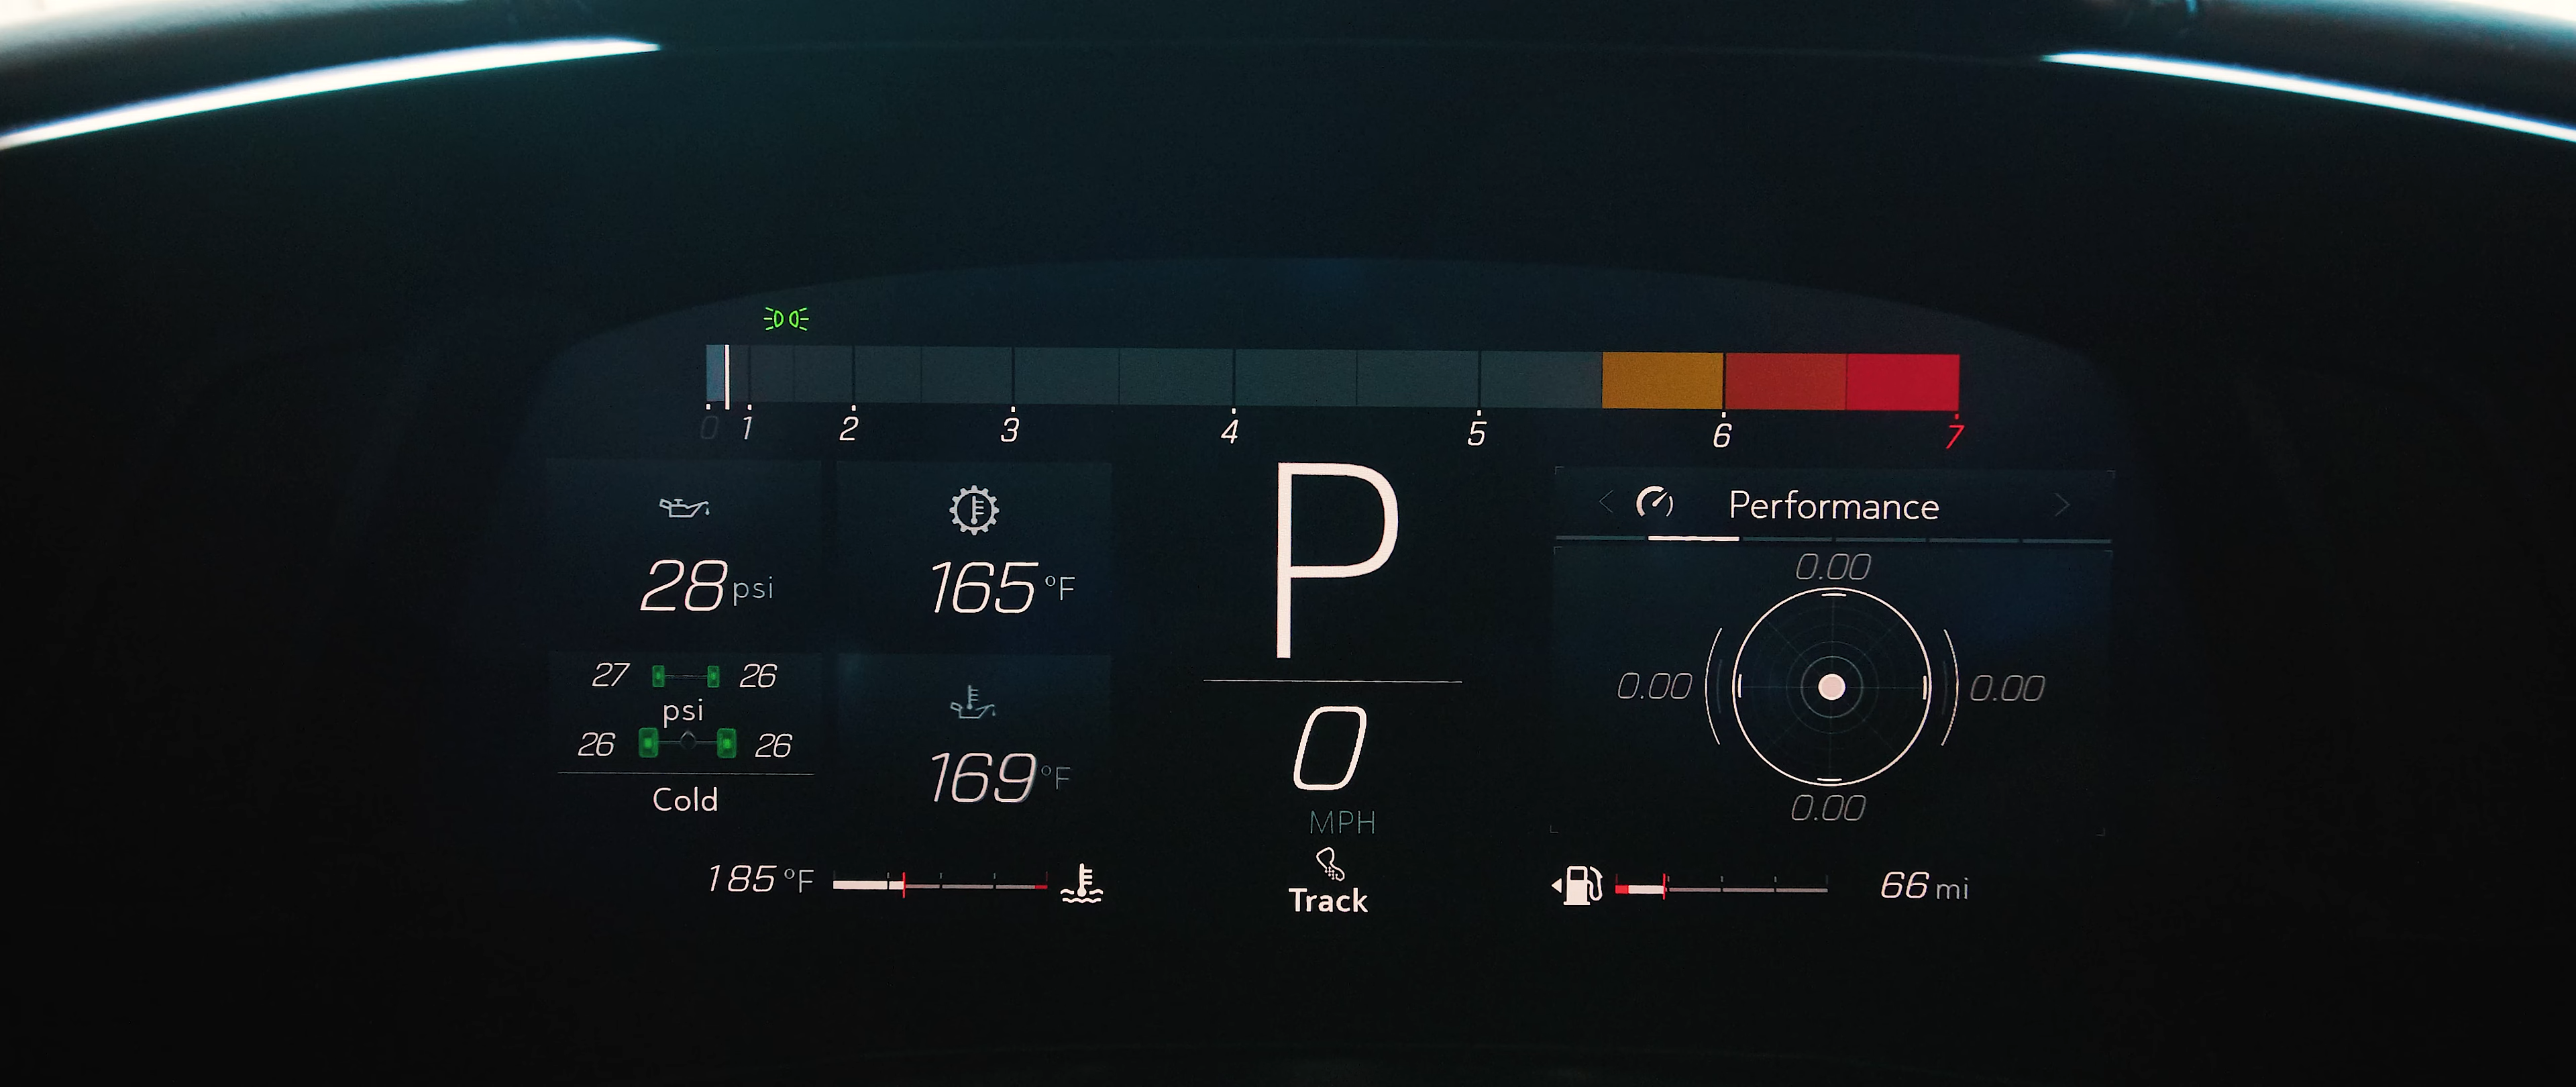 0 1 2 3 4 5 6 7
28 psi
165 °F
27 26
psi
26 26
Cold
169 °F
185 °F
P
0
MPH
Track
Performance
0.00
0.00 0.00
0.00
66 mi